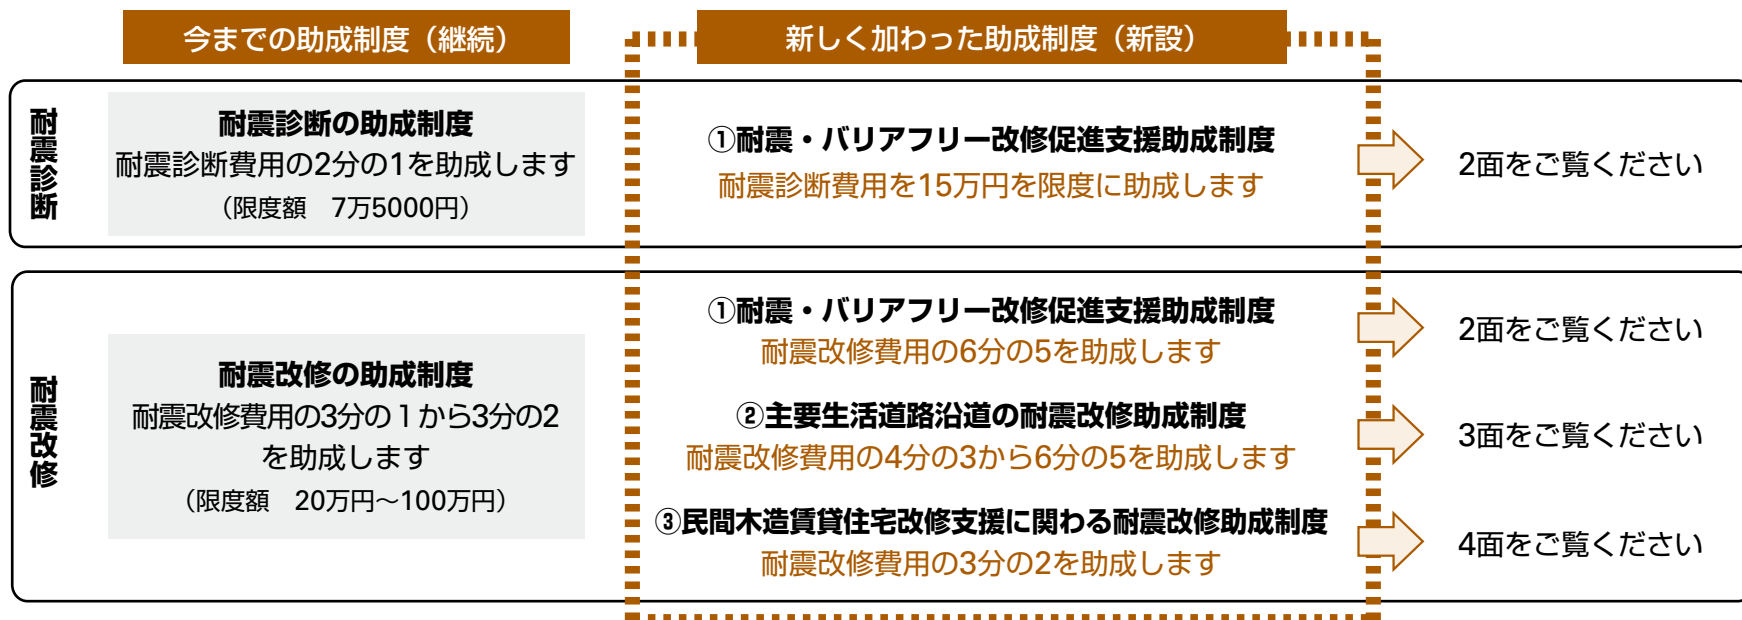 今までの助成制度（継続）
新しく加わった助成制度（新設）
耐震診断
耐震診断の助成制度
耐震診断費用の2分の1を助成します
（限度額　7万5000円）
①耐震・バリアフリー改修促進支援助成制度
耐震診断費用を15万円を限度に助成します
2面をご覧ください
耐震改修
耐震改修の助成制度
耐震改修費用の3分の１から3分の2
を助成します
（限度額　20万円～100万円）
①耐震・バリアフリー改修促進支援助成制度
耐震改修費用の6分の5を助成します
2面をご覧ください
②主要生活道路沿道の耐震改修助成制度
耐震改修費用の4分の3から6分の5を助成します
3面をご覧ください
③民間木造賃貸住宅改修支援に関わる耐震改修助成制度
耐震改修費用の3分の2を助成します
4面をご覧ください